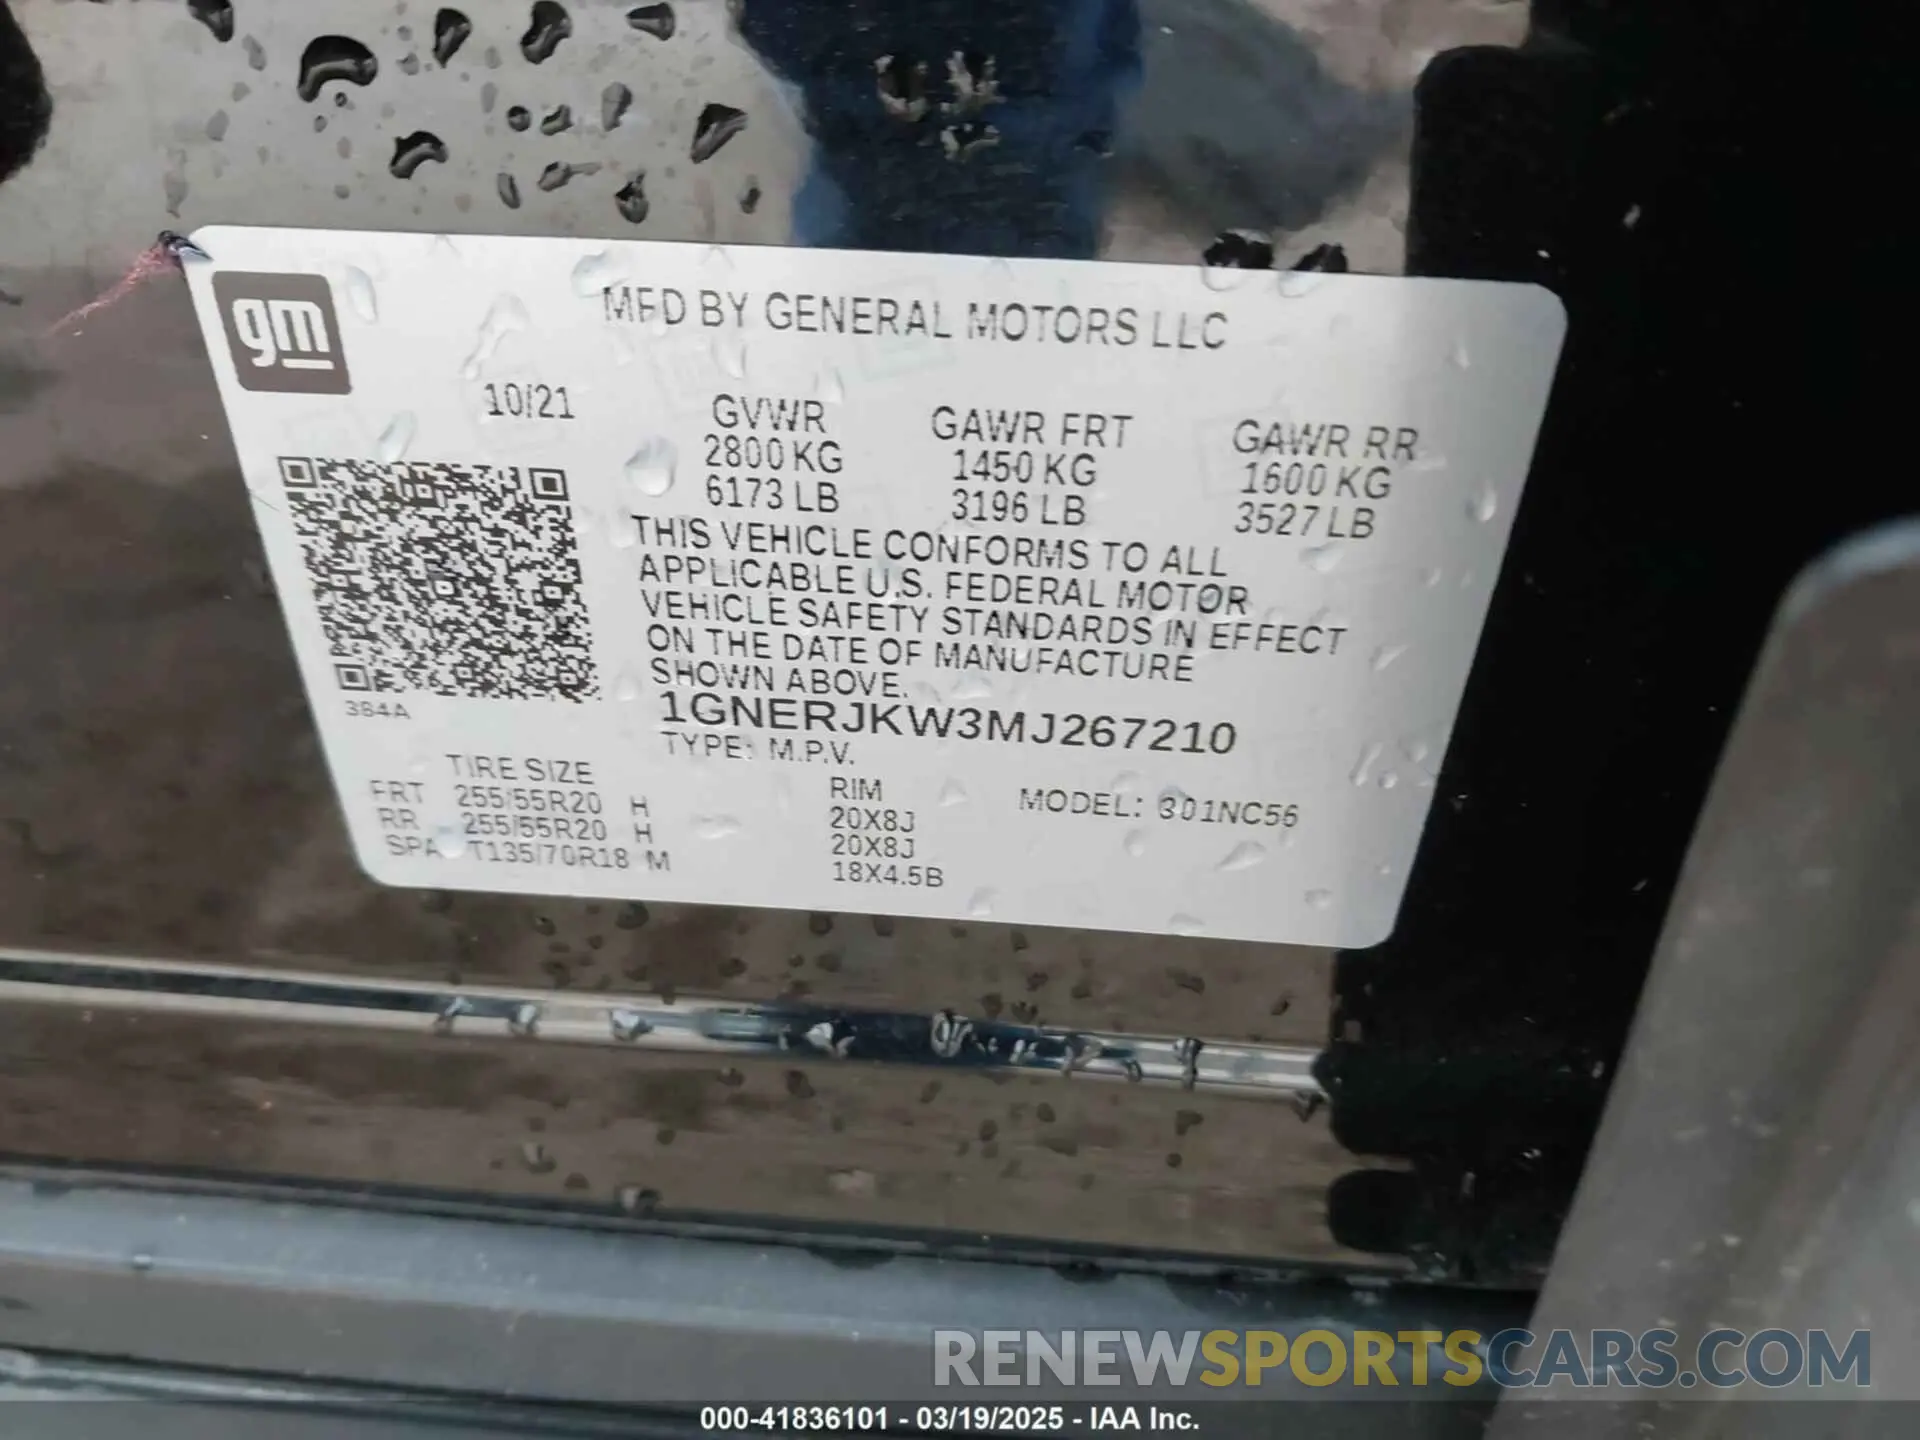 gm
MFD BY GENERAL MOTORS LLC
10/21
GVWR GAWR FRT GAWR RR
2800 KG 1450 KG 1600 KG
6173 LB 3196 LB 3527 LB
THIS VEHICLE CONFORMS TO ALL
APPLICABLE U.S. FEDERAL MOTOR
VEHICLE SAFETY STANDARDS IN EFFECT
ON THE DATE OF MANUFACTURE
SHOWN ABOVE.
384A
1GNERJKW3MJ267210
TYPE: M.P.V.
TIRE SIZE RIM MODEL: 301NC56
FRT 255/55R20 H 20X8J
RR 255/55R20 H 20X8J
SPA T135/70R18 M 18X4.5B
RENEWSPORTSCARS.COM
000-41836101 - 03/19/2025 - IAA Inc.